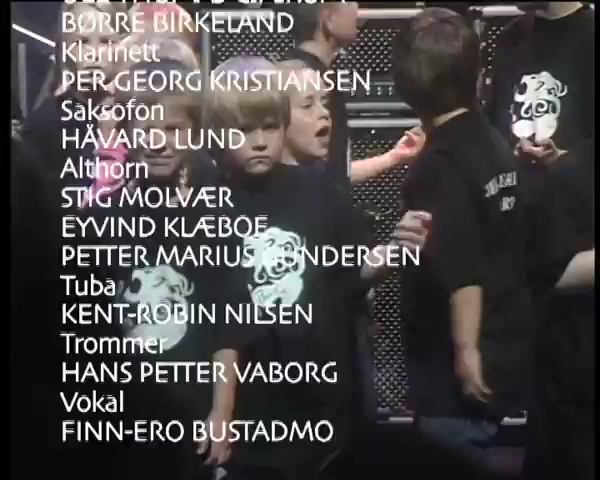 BØRRE BIRKELAND
Klarinett
PER GEORG KRISTIANSEN
Saksofon
HÅVARD LUND
Althorn
STIG MOLVÆR
EYVIND KLÆBOE
PETTER MARIUS GUNDERSEN
Tuba
KENT-ROBIN NILSEN
Trommer
HANS PETTER VABORG
Vokal
FINN-ERO BUSTADMO